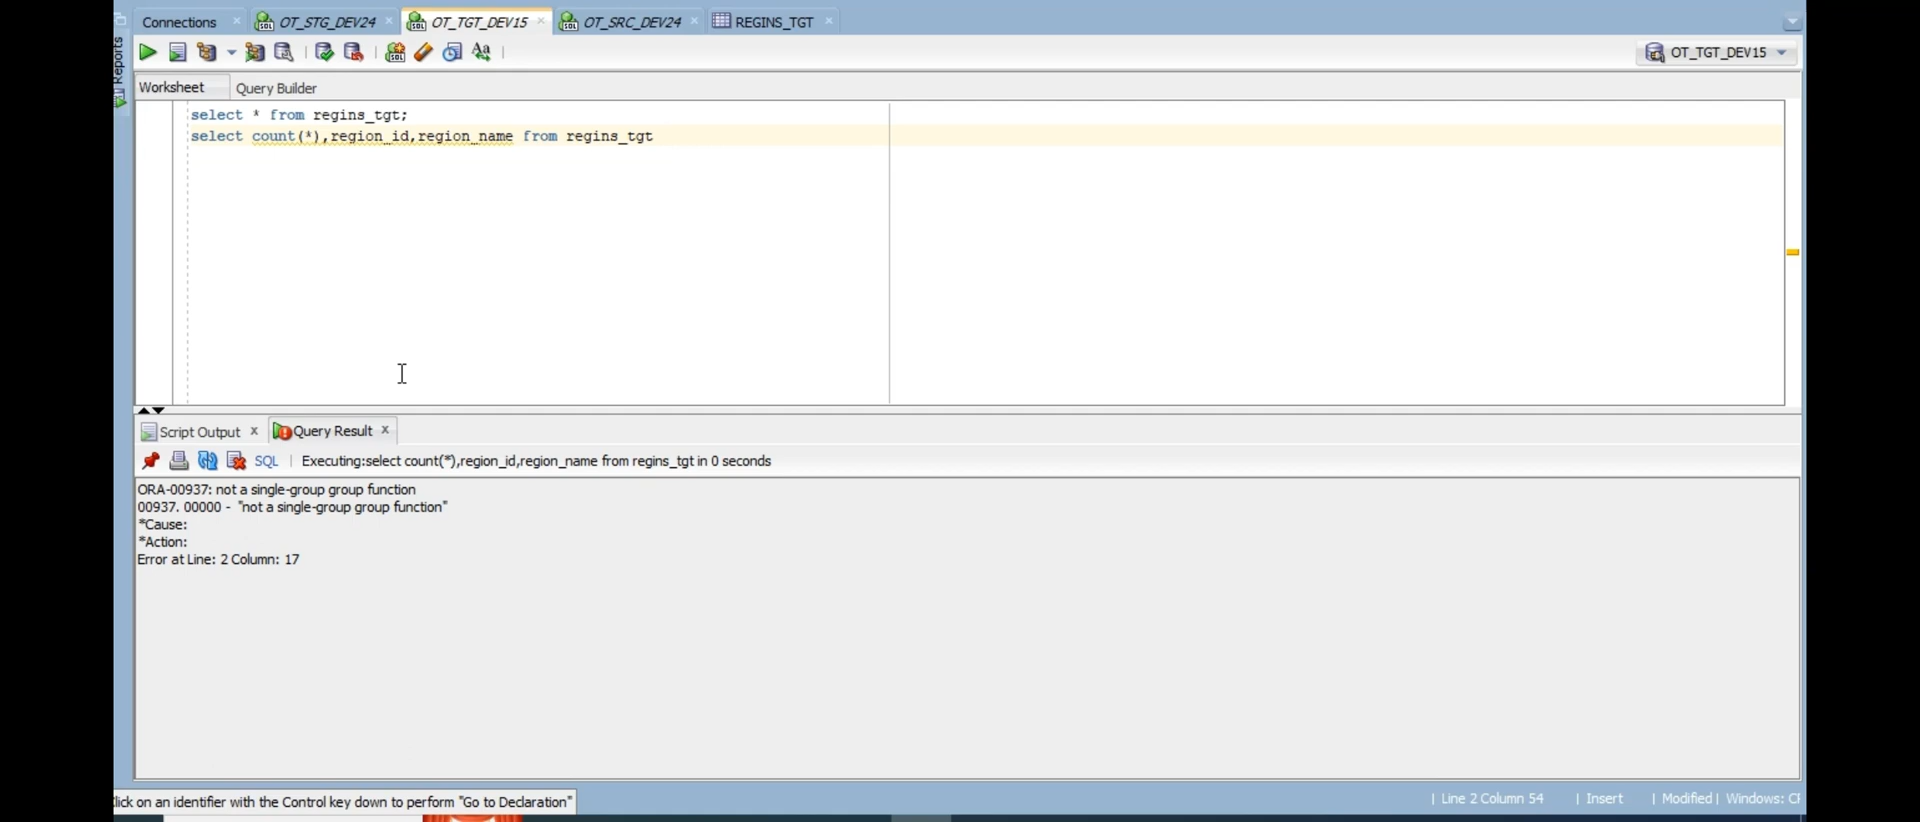 Connections
OT_STG_DEV24
OT_TGT_DEV15
OT_SRC_DEV24
REGINS_TGT
Reports
OT_TGT_DEV15
Worksheet
Query Builder
select * from regins_tgt;
select count(*),region_id,region_name from regins_tgt
Script Output
Query Result
SQL
Executing:select count(*),region_id,region_name from regins_tgt in 0 seconds
ORA-00937: not a single-group group function
00937. 00000 - "not a single-group group function"
*Cause:
*Action:
Error at Line: 2 Column: 17
lick on an identifier with the Control key down to perform "Go to Declaration"
| Line 2 Column 54 | Insert | Modified | Windows: C